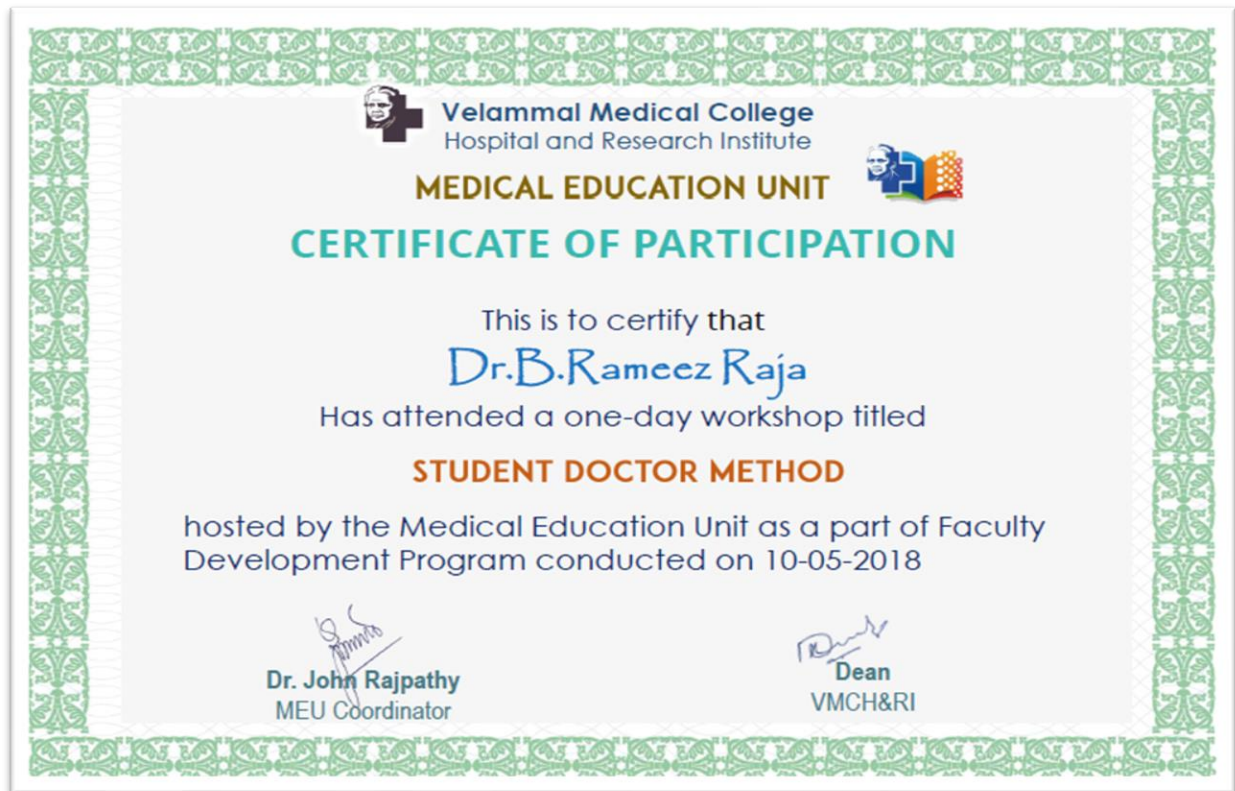 Velammal Medical College
Hospital and Research Institute
MEDICAL EDUCATION UNIT
CERTIFICATE OF PARTICIPATION
This is to certify that
Dr.B.Rameez Raja
Has attended a one-day workshop titled
STUDENT DOCTOR METHOD
hosted by the Medical Education Unit as a part of Faculty
Development Program conducted on 10-05-2018
Dr. John Rajpathy
MEU Coordinator
Dean
VMCH&RI